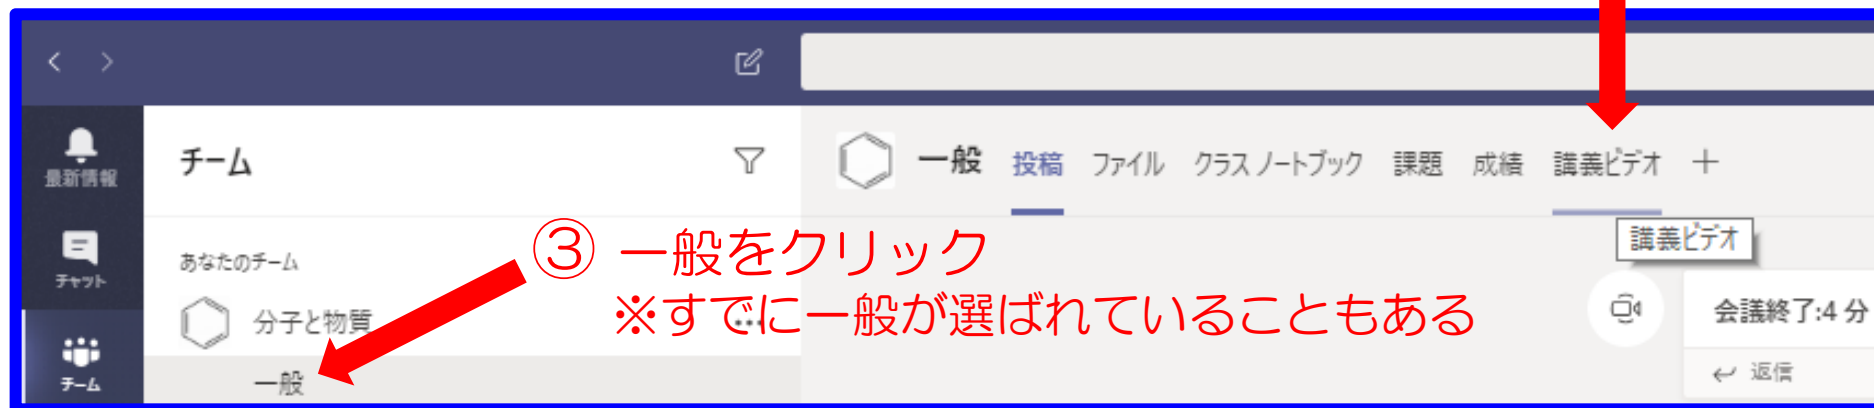 最新情報
チャット
チーム
チーム
あなたのチーム
分子と物質
一般
一般 投稿 ファイル クラス ノートブック 課題 成績 講義ビデオ +
講義ビデオ
③ 一般をクリック
※すでに一般が選ばれていることもある
会議終了:4 分
返信